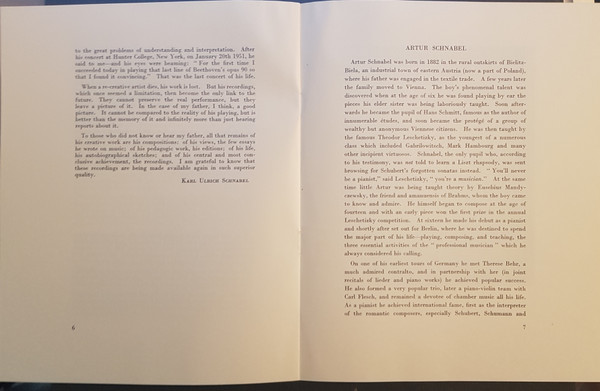 to the great problems of understanding and interpretation. After
his concert at Hunter College, New York, on January 20th 1951, he
said to me—and his eyes were beaming: "For the first time I
succeeded today in playing that last line of Beethoven's opus 90 so
that I found it convincing." That was the last concert of his life.
When a re-creative artist dies, his work is lost. But his recordings,
which once seemed a limitation, then become the only link to the
future. They cannot preserve the real performance, but they
leave a picture of it. In the case of my father, I think, a good
picture. It cannot be compared to the reality of his playing, but is
better than the memory of it and infinitely more than just hearing
reports about it.
To those who did not know or hear my father, all that remains of
his creative work are his compositions: of his views, the few essays
he wrote on music; of his pedagogic work, his editions; of his life,
his autobiographical sketches; and of his central and most con-
clusive achievement, the recordings. I am grateful to know that
these recordings are being made available again in such superior
quality.
Karl Ulrich Schnabel
6
ARTUR SCHNABEL
Artur Schnabel was born in 1882 in the rural outskirts of Bielitz-
Biala, an industrial town of eastern Austria (now a part of Poland),
where his father was engaged in the textile trade. A few years later
the family moved to Vienna. The boy's phenomenal talent was
discovered when at the age of six he was found playing by ear the
pieces his elder sister was being laboriously taught. Soon after-
wards he became the pupil of Hans Schmitt, famous as the author of
innumerable études, and soon became the protégé of a group of
wealthy but anonymous Viennese citizens. He was then taught by
the famous Theodor Leschetizky, as the youngest of a numerous
class which included Gabrilowitsch, Mark Hambourg and many
other incipient virtuosos. Schnabel, the only pupil who, according
to his testimony, was not told to learn a Liszt rhapsody, was sent
browsing for Schubert's forgotten sonatas instead. "You'll never
be a pianist," said Leschetizky, "you're a musician." At the same
time little Artur was being taught theory by Eusebius Mandy-
czewsky, the friend and amanuensis of Brahms, whom the boy came
to know and admire. He himself began to compose at the age of
fourteen and with an early piece won the first prize in the annual
Leschetizky competition. At sixteen he made his debut as a pianist
and shortly after set out for Berlin, where he was destined to spend
the major part of his life—playing, composing, and teaching, the
three essential activities of the "professional musician" which he
always considered his calling.
On one of his earliest tours of Germany he met Therese Behr, a
much admired contralto, and in partnership with her (in joint
recitals of lieder and piano works) he achieved popular success.
He also formed a very popular trio, later a piano-violin team with
Carl Flesch, and remained a devotee of chamber music all his life.
As a pianist he achieved international fame, first as the interpreter
of the romantic composers, especially Schubert, Schumann and
7